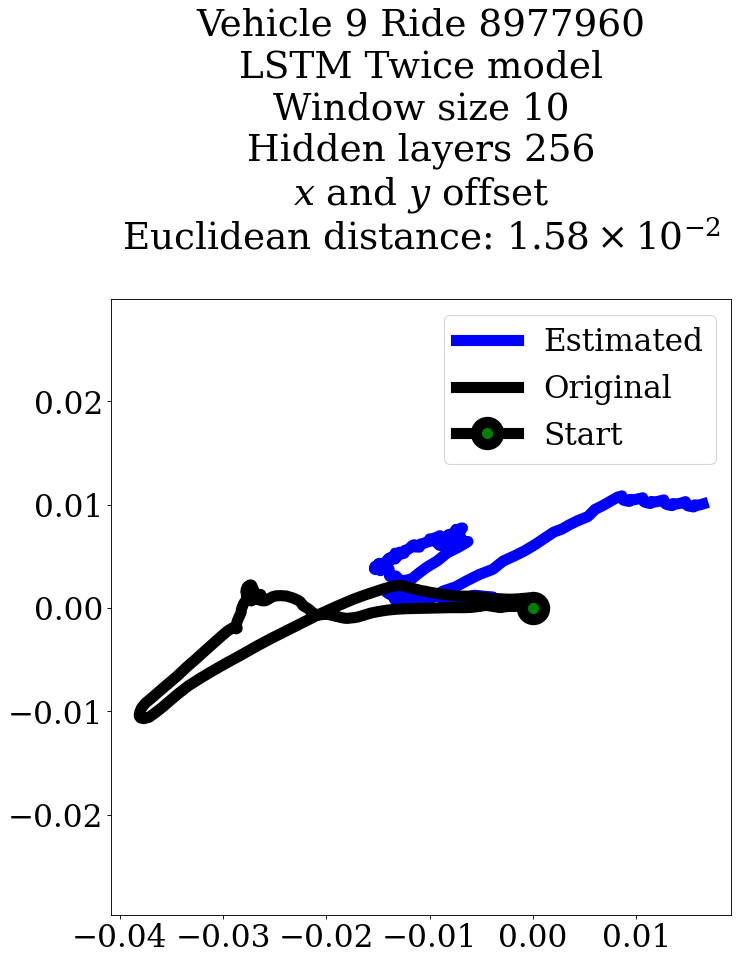 Vehicle 9 Ride 8977960
LSTM Twice model
Window size 10
Hidden layers 256
x and y offset
Euclidean distance: 1.58 × 10⁻²
Estimated
Original
Start
0.02
0.01
0.00
−0.01
−0.02
−0.04 −0.03 −0.02 −0.01 0.00 0.01